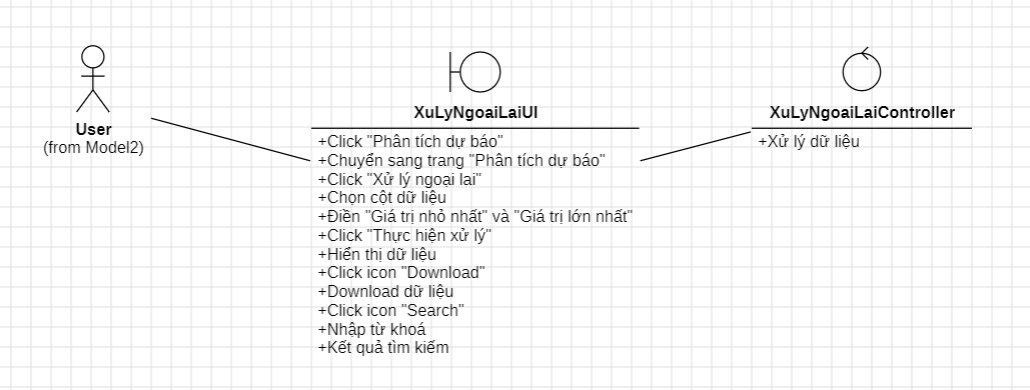 User
(from Model2)
XuLyNgoaiLaiUI
+Click "Phân tích dự báo"
+Chuyển sang trang "Phân tích dự báo"
+Click "Xử lý ngoại lai"
+Chọn cột dữ liệu
+Điền "Giá trị nhỏ nhất" và "Giá trị lớn nhất"
+Click "Thực hiện xử lý"
+Hiển thị dữ liệu
+Click icon "Download"
+Download dữ liệu
+Click icon "Search"
+Nhập từ khoá
+Kết quả tìm kiếm
XuLyNgoaiLaiController
+Xử lý dữ liệu